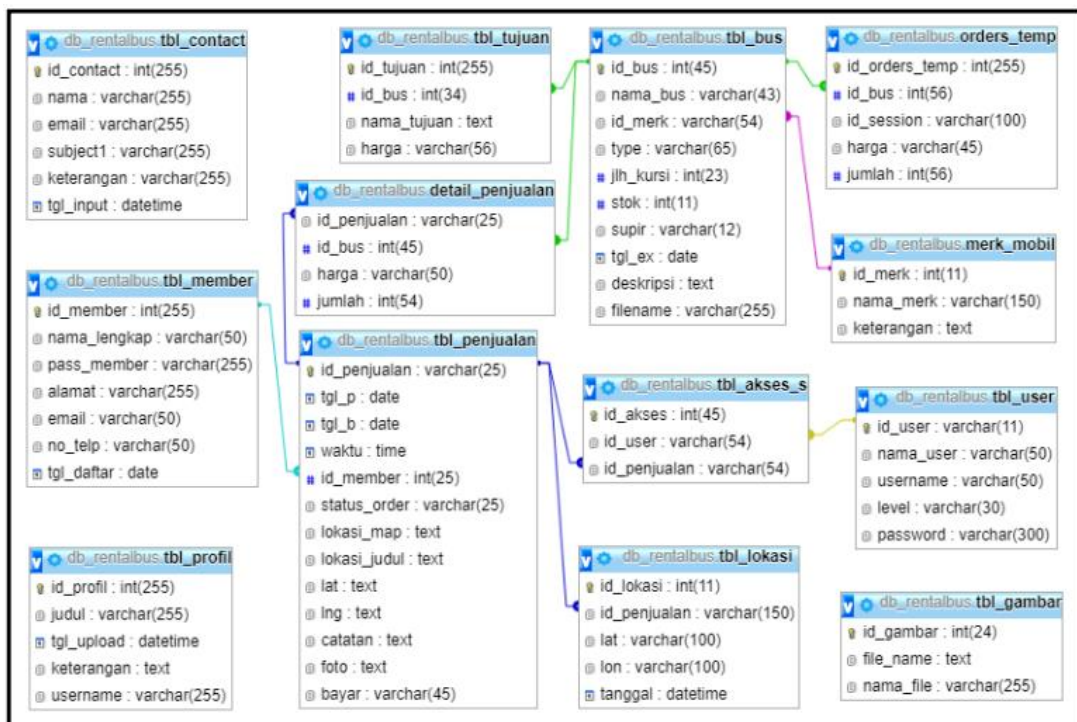 db_rentalbus.tbl_contact
id_contact : int(255)
nama : varchar(255)
email : varchar(255)
subject1 : varchar(255)
keterangan : varchar(255)
tgl_input : datetime
db_rentalbus.tbl_tujuan
id_tujuan : int(255)
id_bus : int(34)
nama_tujuan : text
harga : varchar(56)
db_rentalbus.tbl_bus
id_bus : int(45)
nama_bus : varchar(43)
id_merk : varchar(54)
type : varchar(65)
jlh_kursi : int(23)
stok : int(11)
supir : varchar(12)
tgl_ex : date
deskripsi : text
filename : varchar(255)
db_rentalbus.orders_temp
id_orders_temp : int(255)
id_bus : int(56)
id_session : varchar(100)
harga : varchar(45)
jumlah : int(56)
db_rentalbus.detail_penjualan
id_penjualan : varchar(25)
id_bus : int(45)
harga : varchar(50)
jumlah : int(54)
db_rentalbus.merk_mobil
id_merk : int(11)
nama_merk : varchar(150)
keterangan : text
db_rentalbus.tbl_member
id_member : int(255)
nama_lengkap : varchar(50)
pass_member : varchar(255)
alamat : varchar(255)
email : varchar(50)
no_telp : varchar(50)
tgl_daftar : date
db_rentalbus.tbl_penjualan
id_penjualan : varchar(25)
tgl_p : date
tgl_b : date
waktu : time
id_member : int(25)
status_order : varchar(25)
lokasi_map : text
lokasi_judul : text
lat : text
lng : text
catatan : text
foto : text
bayar : varchar(45)
db_rentalbus.tbl_akses_s
id_akses : int(45)
id_user : varchar(54)
id_penjualan : varchar(54)
db_rentalbus.tbl_user
id_user : varchar(11)
nama_user : varchar(50)
username : varchar(50)
level : varchar(30)
password : varchar(300)
db_rentalbus.tbl_profil
id_profil : int(255)
judul : varchar(255)
tgl_upload : datetime
keterangan : text
username : varchar(255)
db_rentalbus.tbl_lokasi
id_lokasi : int(11)
id_penjualan : varchar(150)
lat : varchar(100)
lon : varchar(100)
tanggal : datetime
db_rentalbus.tbl_gambar
id_gambar : int(24)
file_name : text
nama_file : varchar(255)